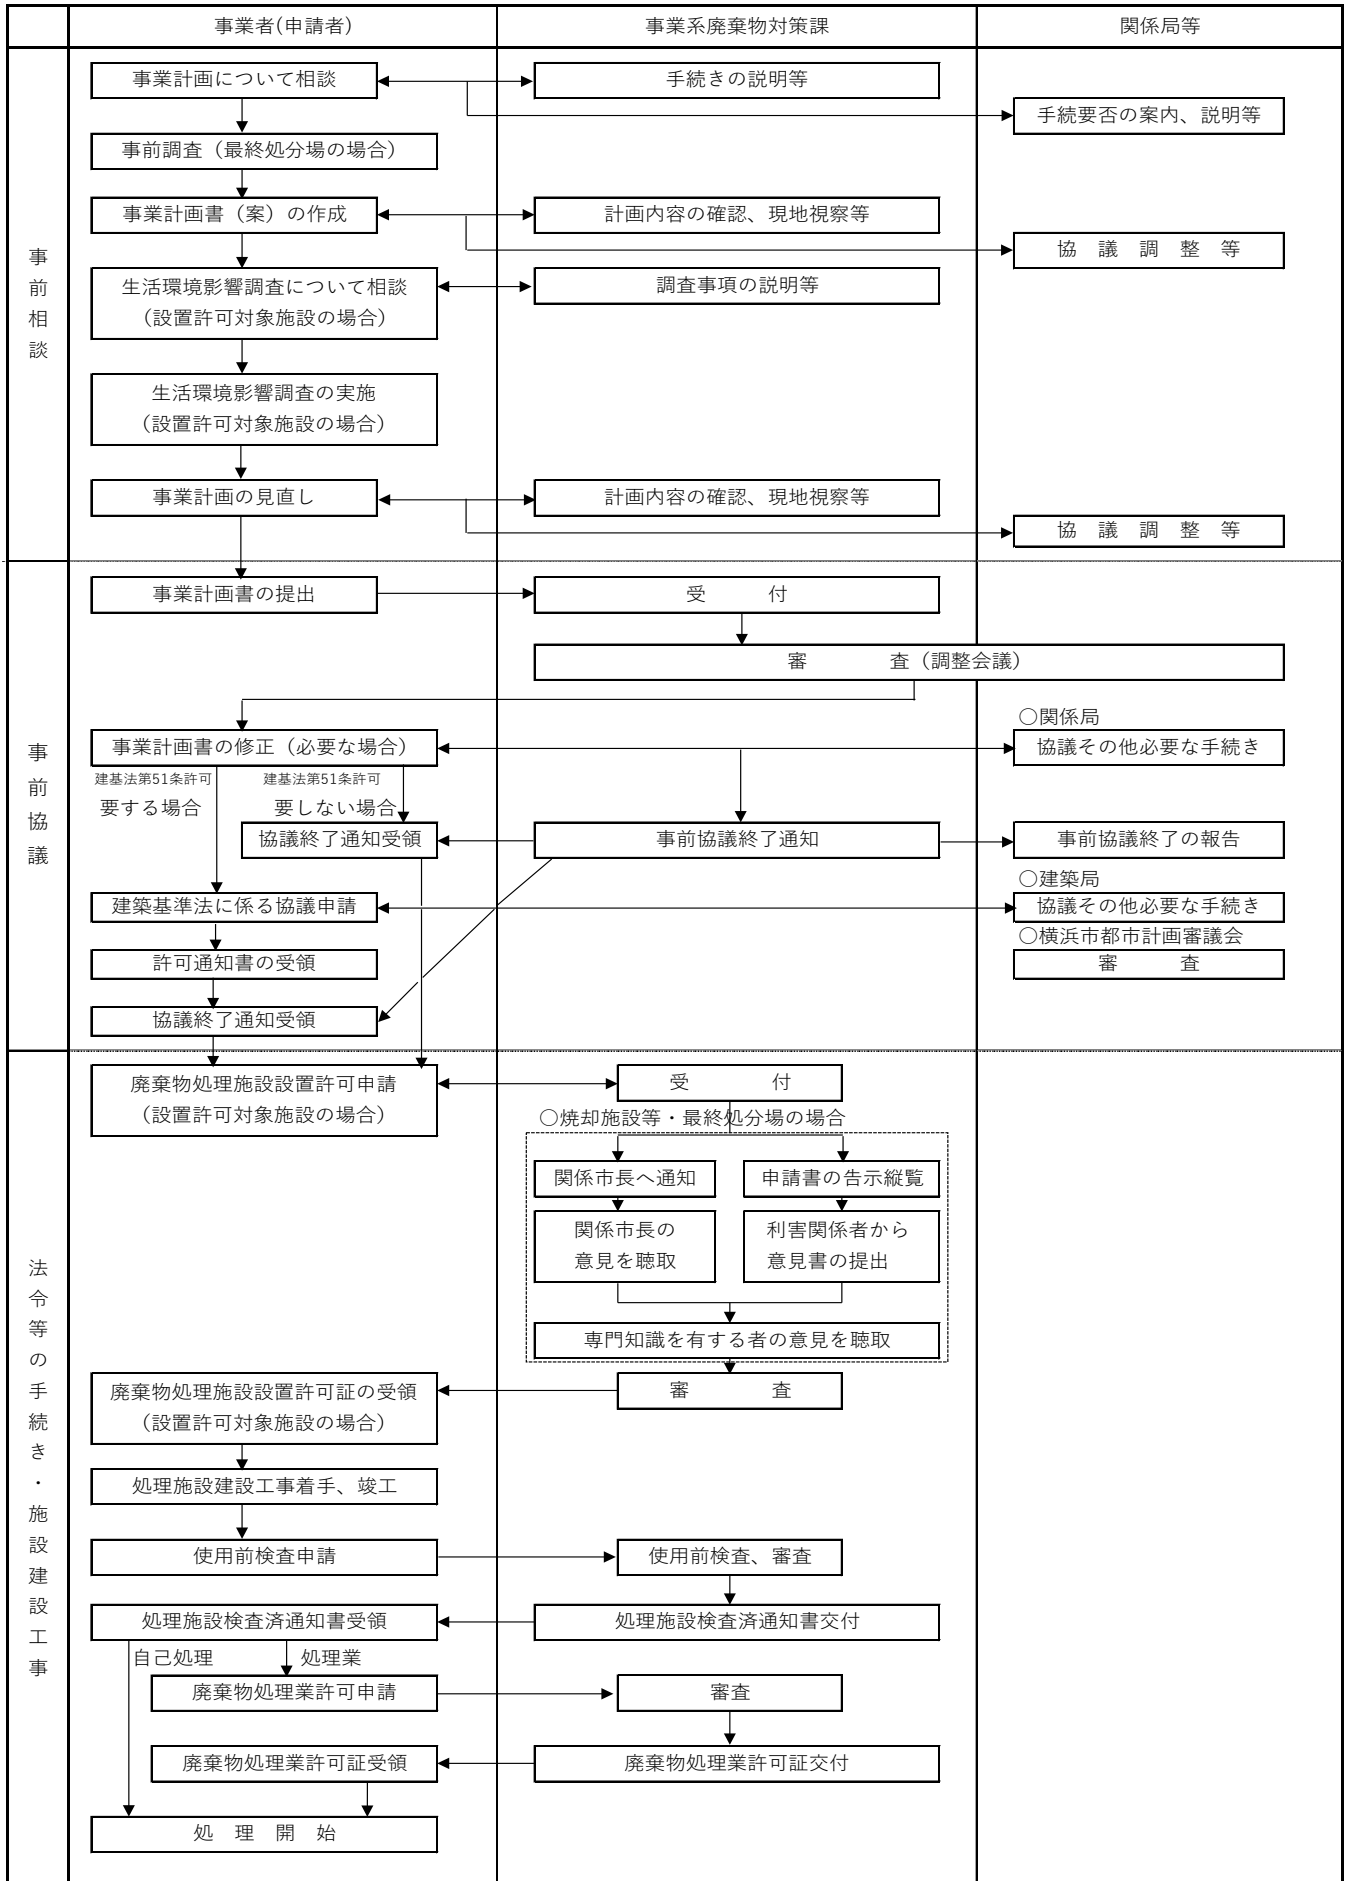 事業者(申請者)
事業系廃棄物対策課
関係局等
事前相談
事業計画について相談
手続きの説明等
手続要否の案内、説明等
事前調査（最終処分場の場合）
事業計画書（案）の作成
計画内容の確認、現地視察等
協　議　調　整　等
生活環境影響調査について相談
（設置許可対象施設の場合）
調査事項の説明等
生活環境影響調査の実施
（設置許可対象施設の場合）
事業計画の見直し
計画内容の確認、現地視察等
協　議　調　整　等
事前協議
事業計画書の提出
受　　　付
審　　　　査（調整会議）
○関係局
事業計画書の修正（必要な場合）
協議その他必要な手続き
建基法第51条許可
要する場合
建基法第51条許可
要しない場合
協議終了通知受領
事前協議終了通知
事前協議終了の報告
○建築局
建築基準法に係る協議申請
協議その他必要な手続き
○横浜市都市計画審議会
許可通知書の受領
審　　　査
協議終了通知受領
法令等の手続き・施設建設工事
廃棄物処理施設設置許可申請
（設置許可対象施設の場合）
受　　　　付
○焼却施設等・最終処分場の場合
関係市長へ通知
申請書の告示縦覧
関係市長の
意見を聴取
利害関係者から
意見書の提出
専門知識を有する者の意見を聴取
廃棄物処理施設設置許可証の受領
（設置許可対象施設の場合）
審　　　　査
処理施設建設工事着手、竣工
使用前検査申請
使用前検査、審査
処理施設検査済通知書受領
処理施設検査済通知書交付
自己処理
処理業
廃棄物処理業許可申請
審査
廃棄物処理業許可証受領
廃棄物処理業許可証交付
処　理　開　始